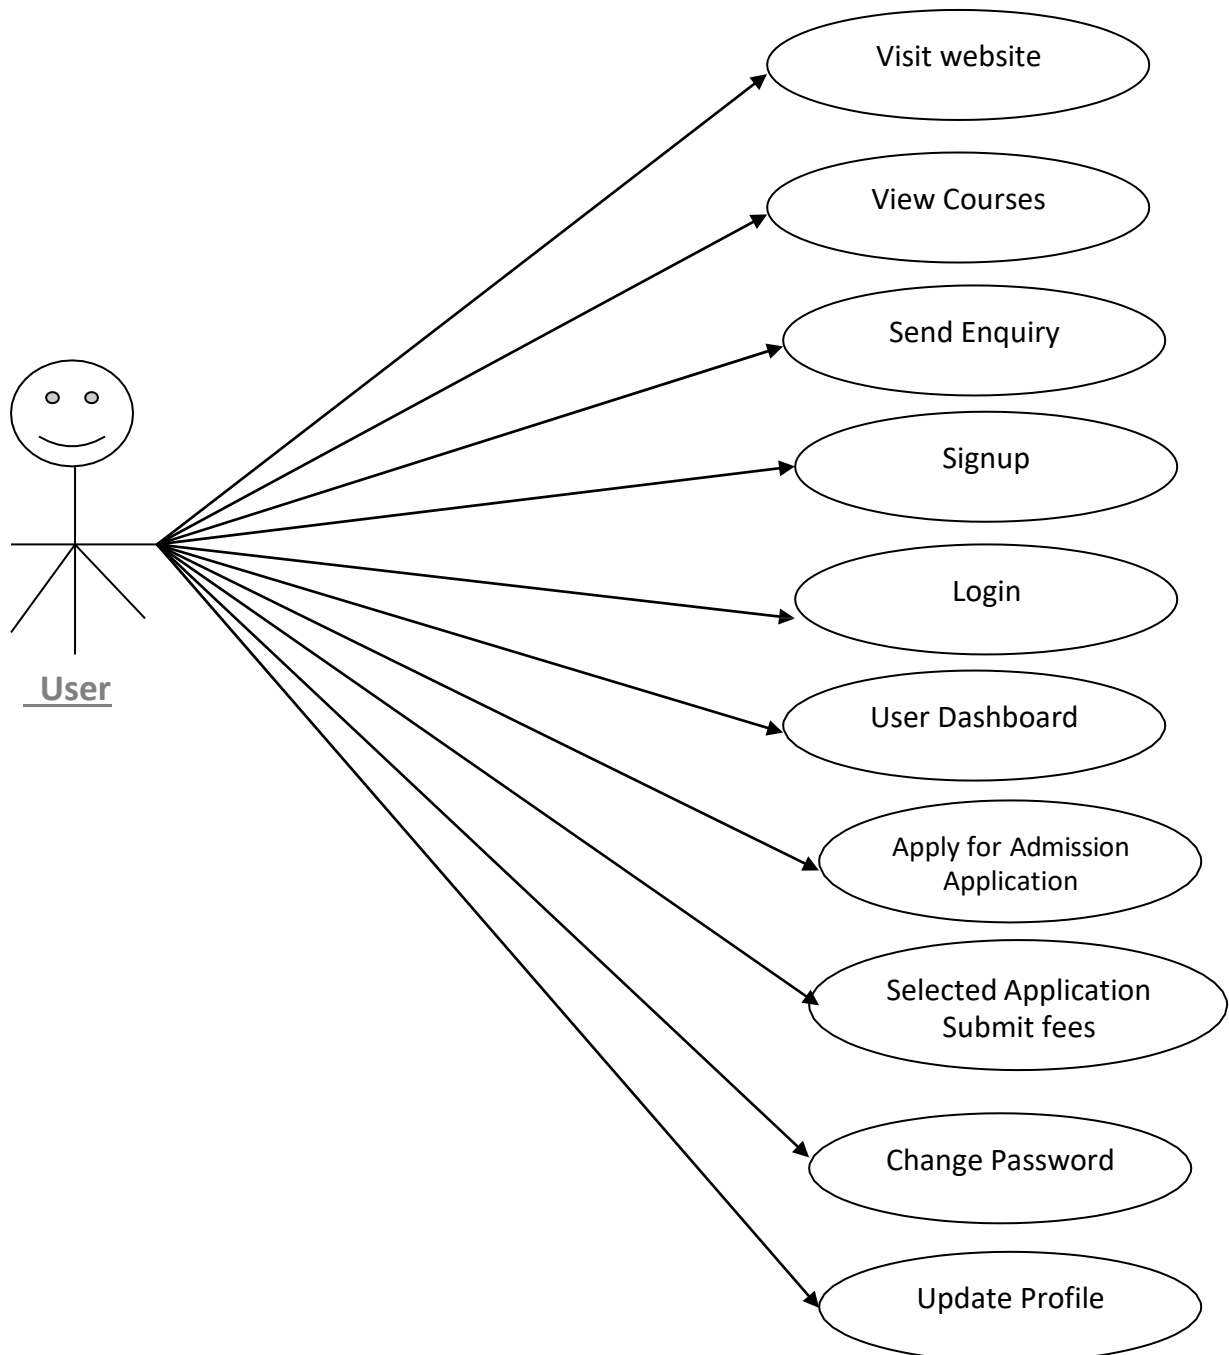 Visit website
View Courses
Send Enquiry
Signup
Login
User
User Dashboard
Apply for Admission
Application
Selected Application
Submit fees
Change Password
Update Profile